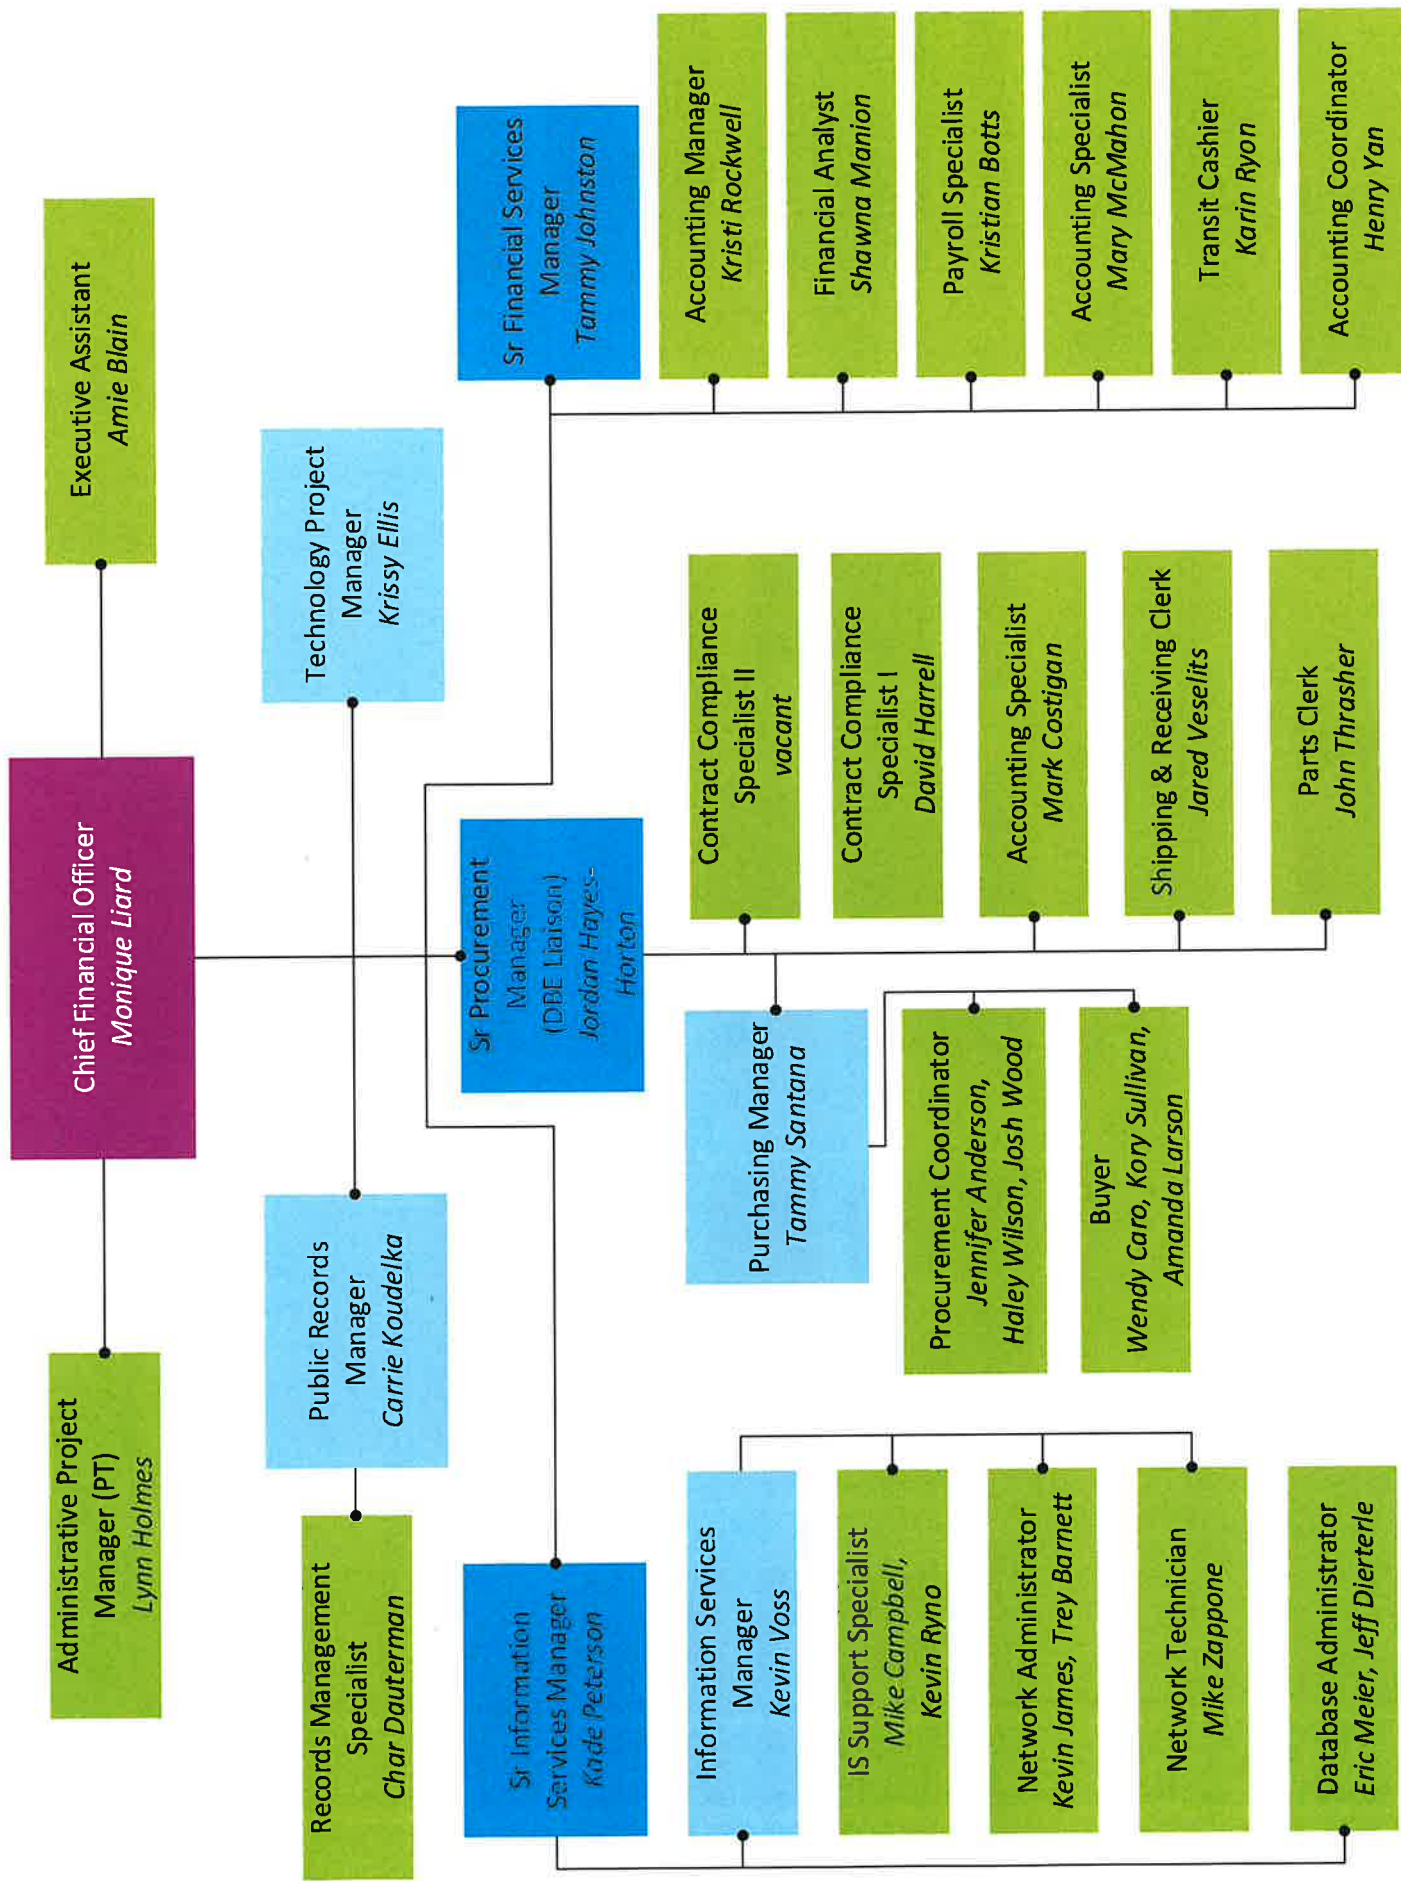 Chief Financial Officer
Monique Liard
Administrative Project
Manager (PT)
Lynn Holmes
Executive Assistant
Amie Blain
Records Management
Specialist
Char Dauterman
Public Records
Manager
Carrie Koudelka
Technology Project
Manager
Krissy Ellis
Sr Information
Services Manager
Kade Peterson
Sr Procurement
Manager
(DBE Liaison)
Jordan Hayes-
Horton
Sr Financial Services
Manager
Tammy Johnston
Information Services
Manager
Kevin Voss
IS Support Specialist
Mike Campbell,
Kevin Ryno
Network Administrator
Kevin James, Trey Barnett
Network Technician
Mike Zappone
Database Administrator
Eric Meier, Jeff Dierterle
Purchasing Manager
Tammy Santana
Procurement Coordinator
Jennifer Anderson,
Haley Wilson, Josh Wood
Buyer
Wendy Caro, Kory Sullivan,
Amanda Larson
Contract Compliance
Specialist II
vacant
Contract Compliance
Specialist I
David Harrell
Accounting Specialist
Mark Costigan
Shipping & Receiving Clerk
Jared Veselits
Parts Clerk
John Thrasher
Accounting Manager
Kristi Rockwell
Financial Analyst
Shawna Manion
Payroll Specialist
Kristian Botts
Accounting Specialist
Mary McMahon
Transit Cashier
Karin Ryon
Accounting Coordinator
Henry Yan